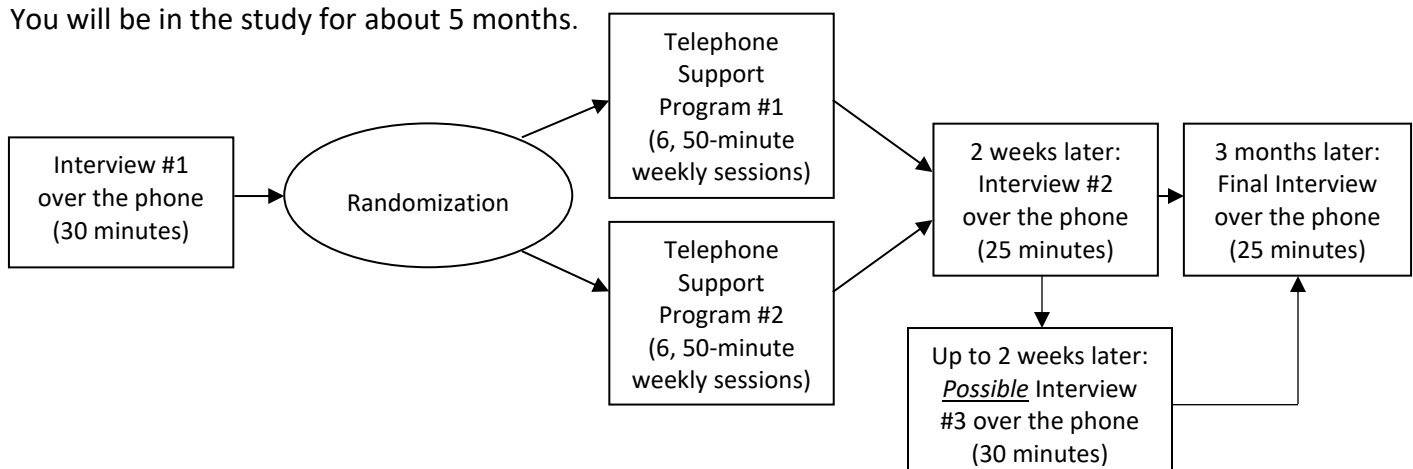 You will be in the study for about 5 months.
Interview #1
over the phone
(30 minutes)
Randomization
Telephone
Support
Program #1
(6, 50-minute
weekly sessions)
Telephone
Support
Program #2
(6, 50-minute
weekly sessions)
2 weeks later:
Interview #2
over the phone
(25 minutes)
3 months later:
Final Interview
over the phone
(25 minutes)
Up to 2 weeks later:
Possible Interview
#3 over the phone
(30 minutes)